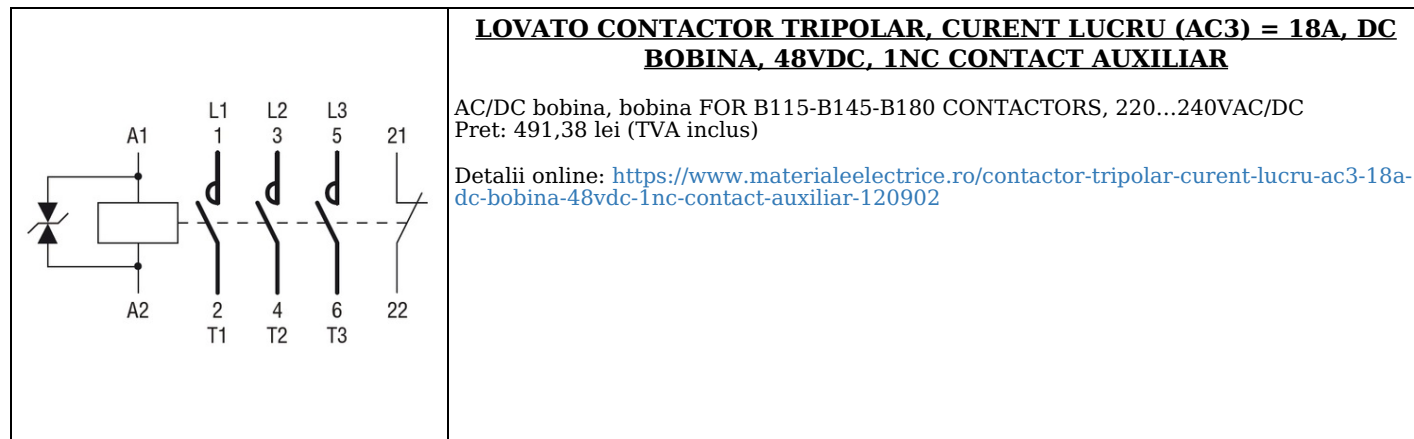 L1 L2 L3
A1 1 3 5 21
A2 2 4 6 22
T1 T2 T3
LOVATO CONTACTOR TRIPOLAR, CURENT LUCRU (AC3) = 18A, DC
BOBINA, 48VDC, 1NC CONTACT AUXILIAR
AC/DC bobina, bobina FOR B115-B145-B180 CONTACTORS, 220...240VAC/DC
Pret: 491,38 lei (TVA inclus)
Detalii online: https://www.materialeelectrice.ro/contactor-tripolar-curent-lucru-ac3-18a-
dc-bobina-48vdc-1nc-contact-auxiliar-120902